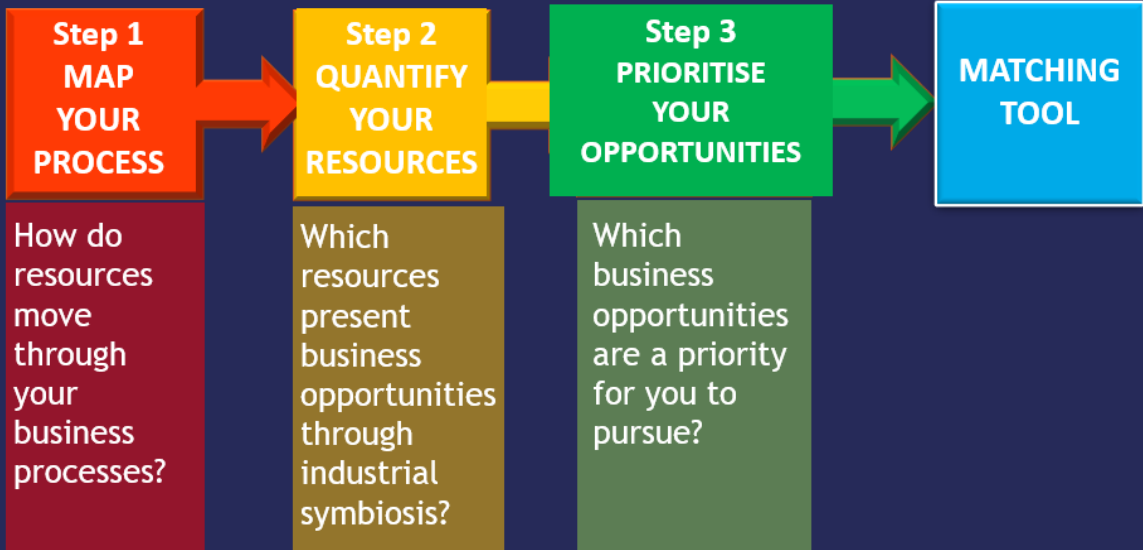 Step 1
MAP
YOUR
PROCESS
How do
resources
move
through
your
business
processes?
Step 2
QUANTIFY
YOUR
RESOURCES
Which
resources
present
business
opportunities
through
industrial
symbiosis?
Step 3
PRIORITISE
YOUR
OPPORTUNITIES
Which
business
opportunities
are a priority
for you to
pursue?
MATCHING
TOOL